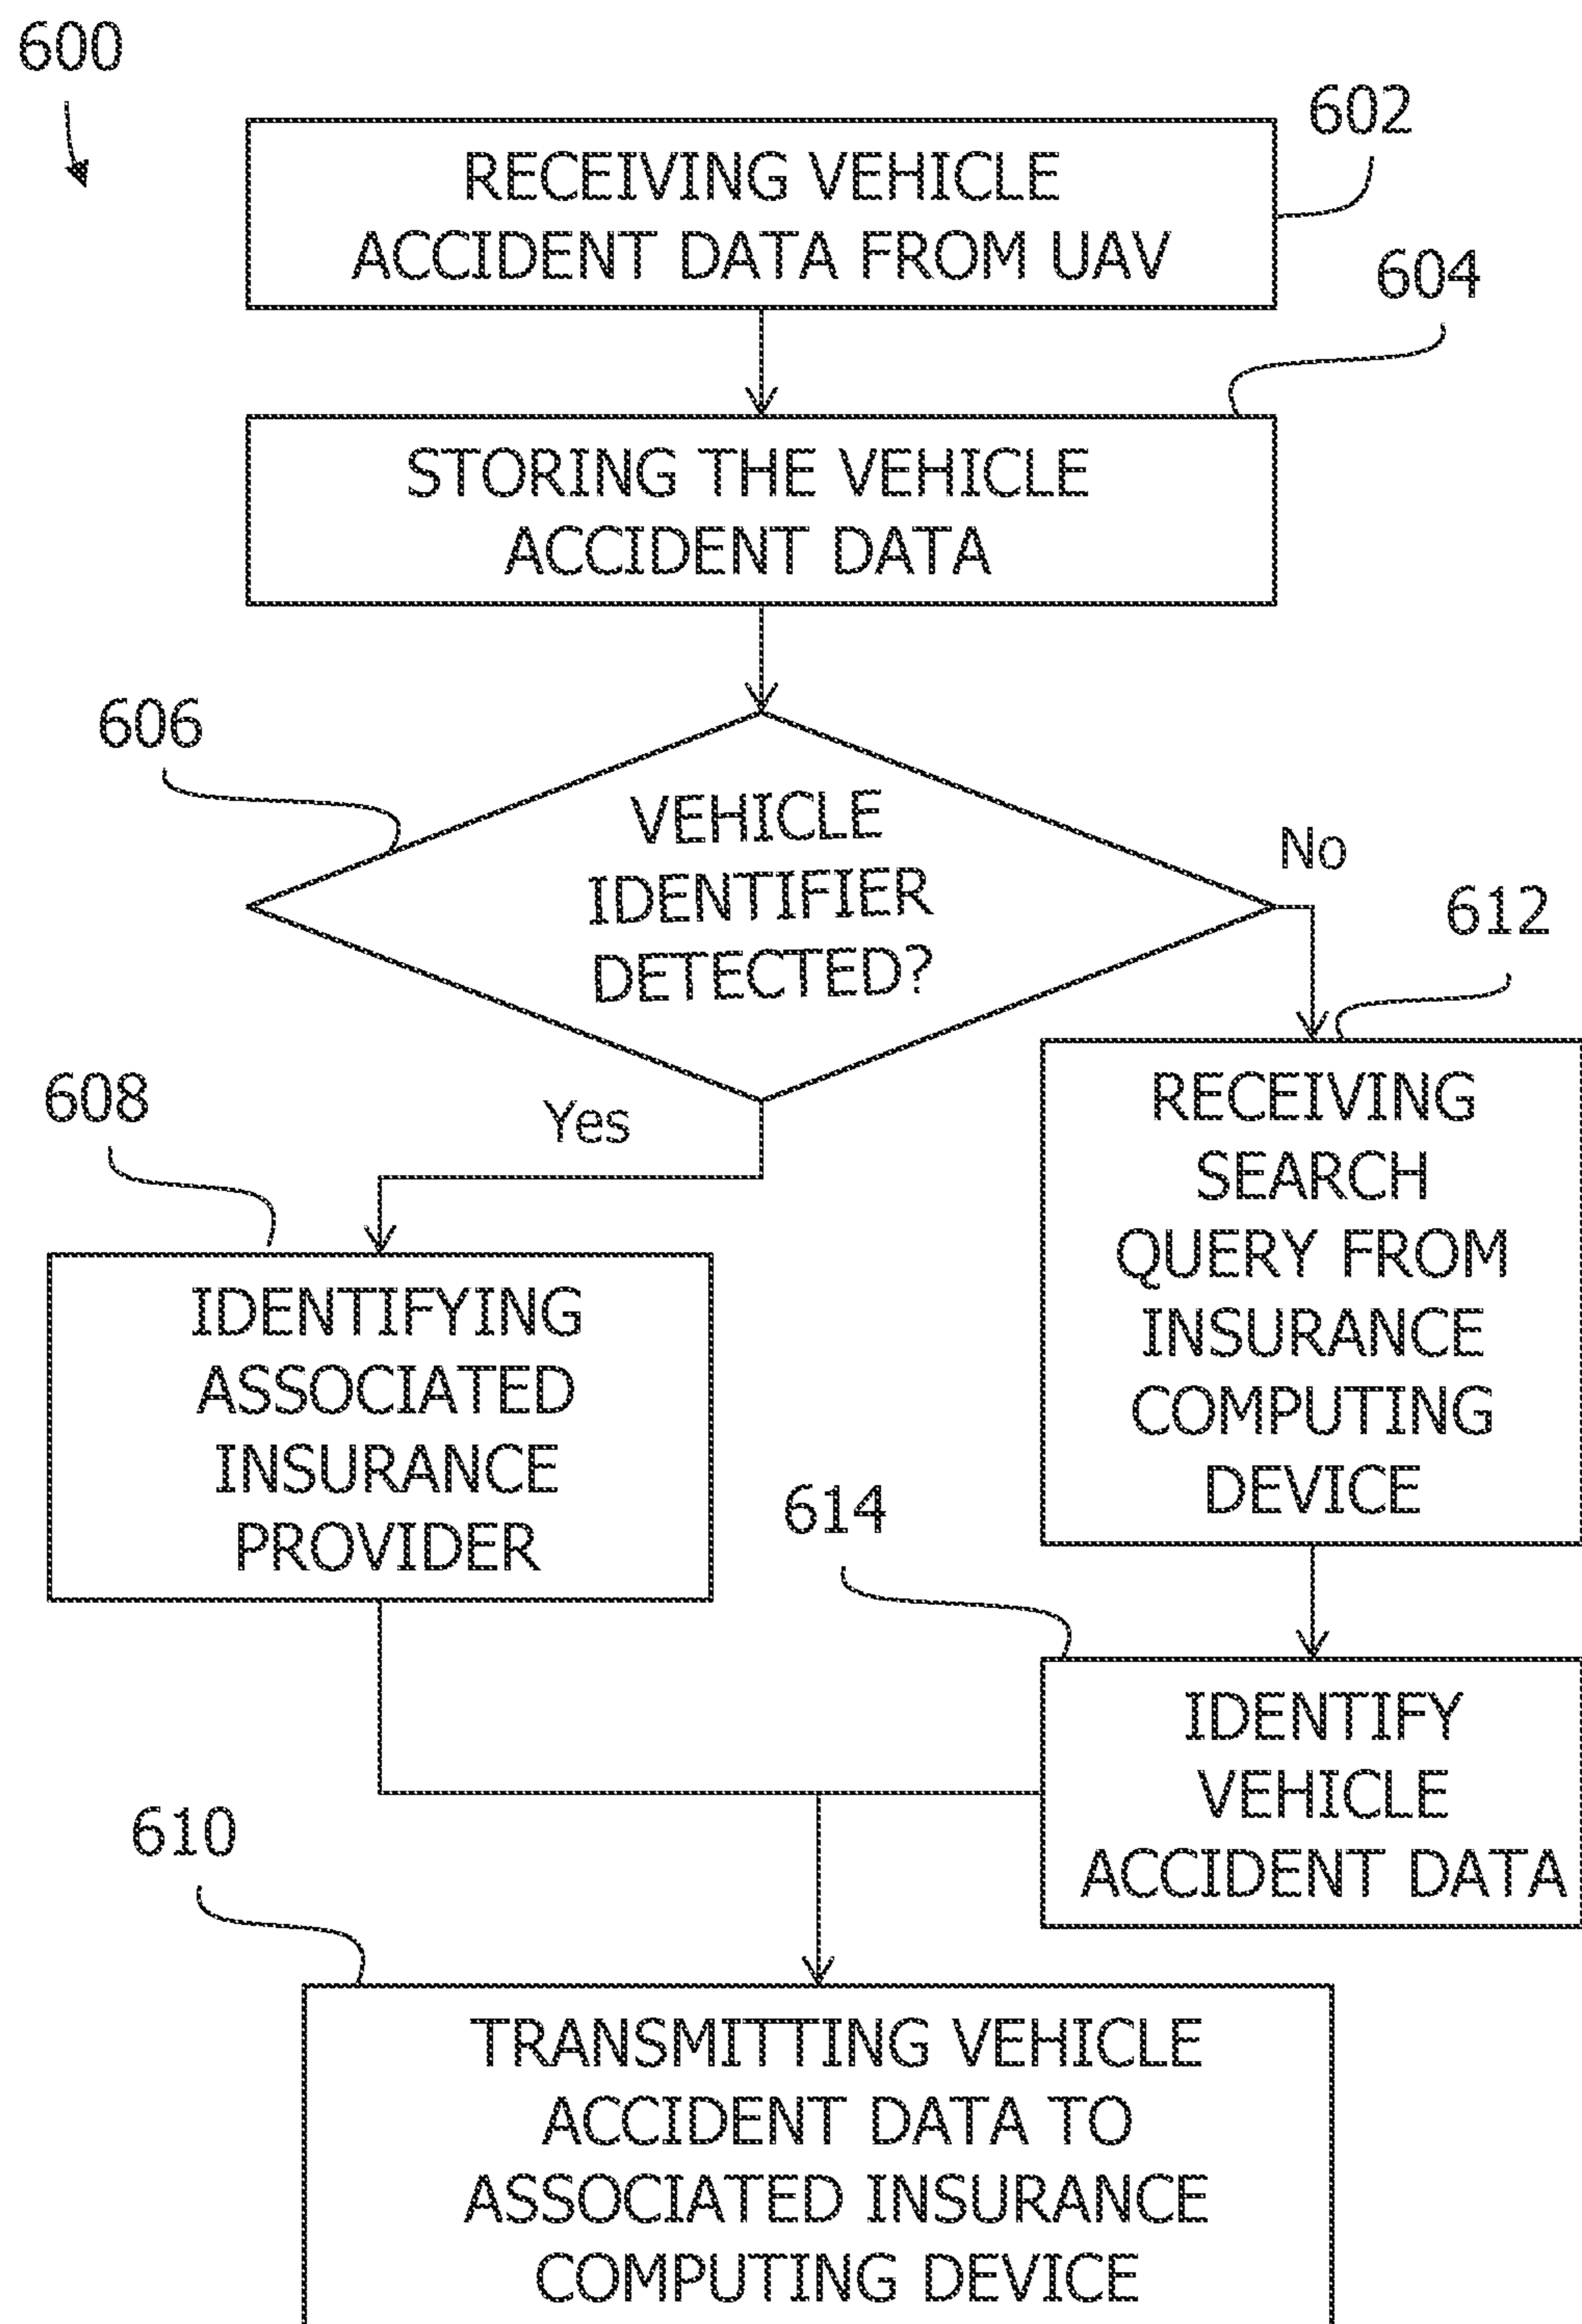 600
602
RECEIVING VEHICLE
ACCIDENT DATA FROM UAV
604
STORING THE VEHICLE
ACCIDENT DATA
606
VEHICLE
IDENTIFIER
DETECTED?
No
612
Yes
608
IDENTIFYING
ASSOCIATED
INSURANCE
PROVIDER
RECEIVING
SEARCH
QUERY FROM
INSURANCE
COMPUTING
DEVICE
614
IDENTIFY
VEHICLE
ACCIDENT DATA
610
TRANSMITTING VEHICLE
ACCIDENT DATA TO
ASSOCIATED INSURANCE
COMPUTING DEVICE